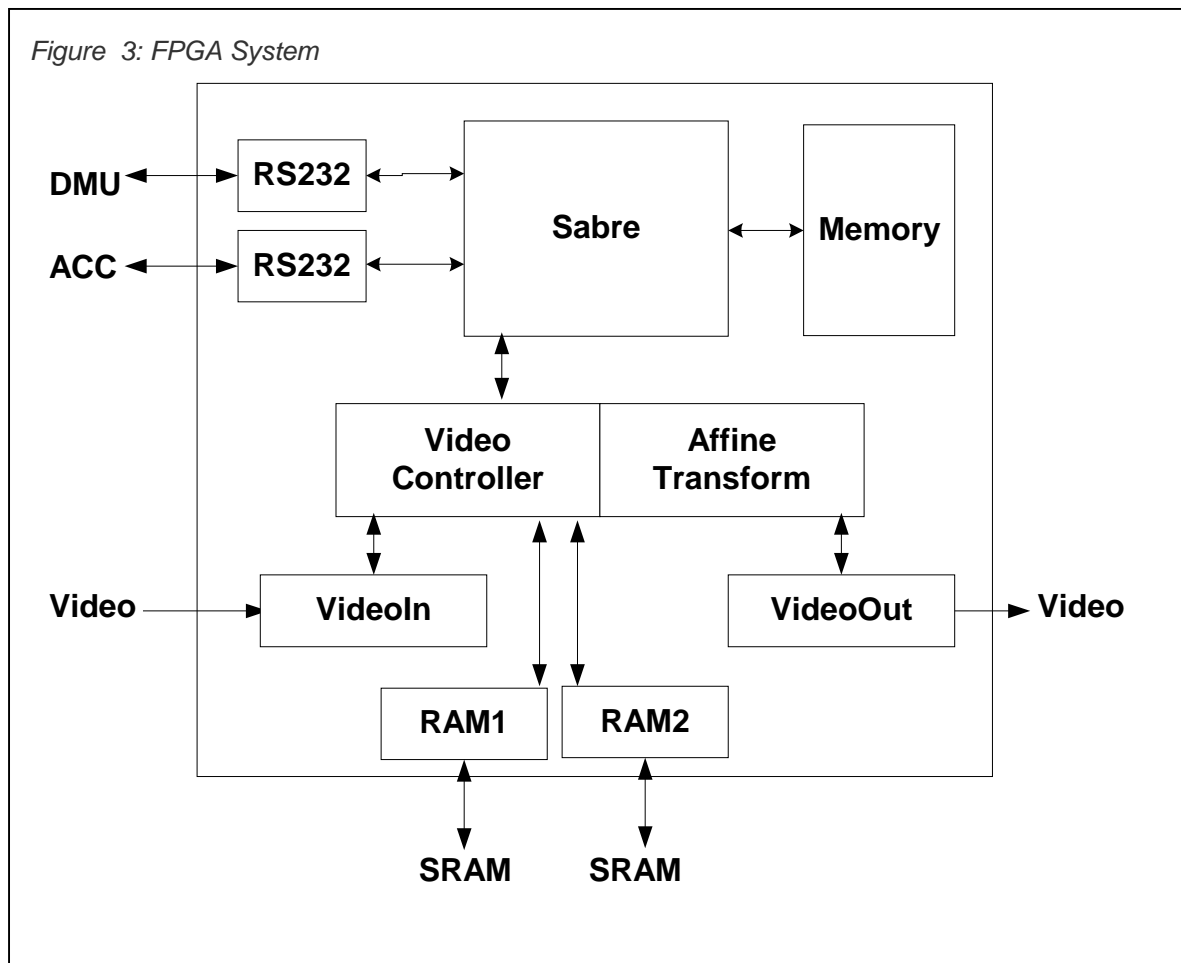 Figure 3: FPGA System
DMU
RS232
Sabre
Memory
ACC
RS232
Video
Controller
Affine
Transform
Video
VideoIn
VideoOut
Video
RAM1
RAM2
SRAM
SRAM